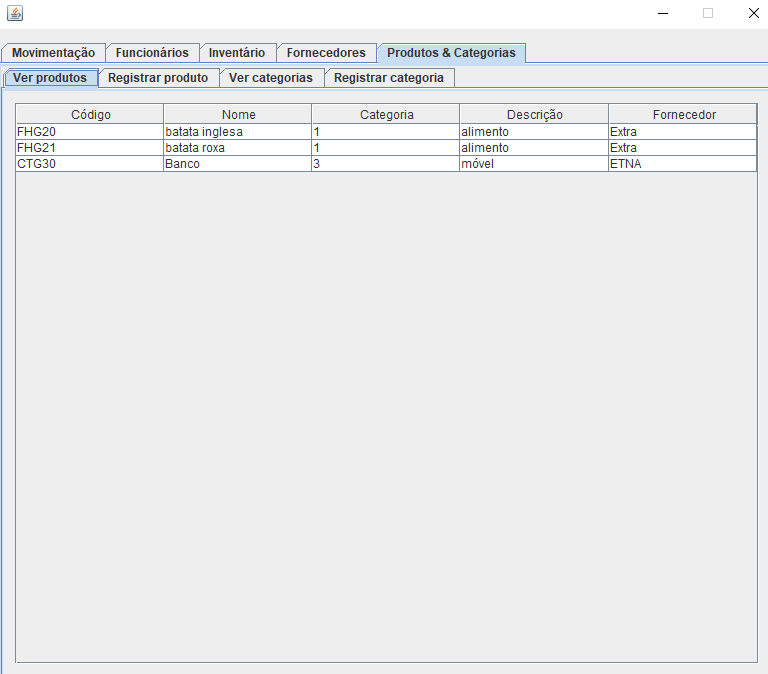 Movimentação Funcionários Inventário Fornecedores Produtos & Categorias
Ver produtos Registrar produto Ver categorias Registrar categoria
Código Nome Categoria Descrição Fornecedor
FHG20 batata inglesa 1 alimento Extra
FHG21 batata roxa 1 alimento Extra
CTG30 Banco 3 móvel ETNA